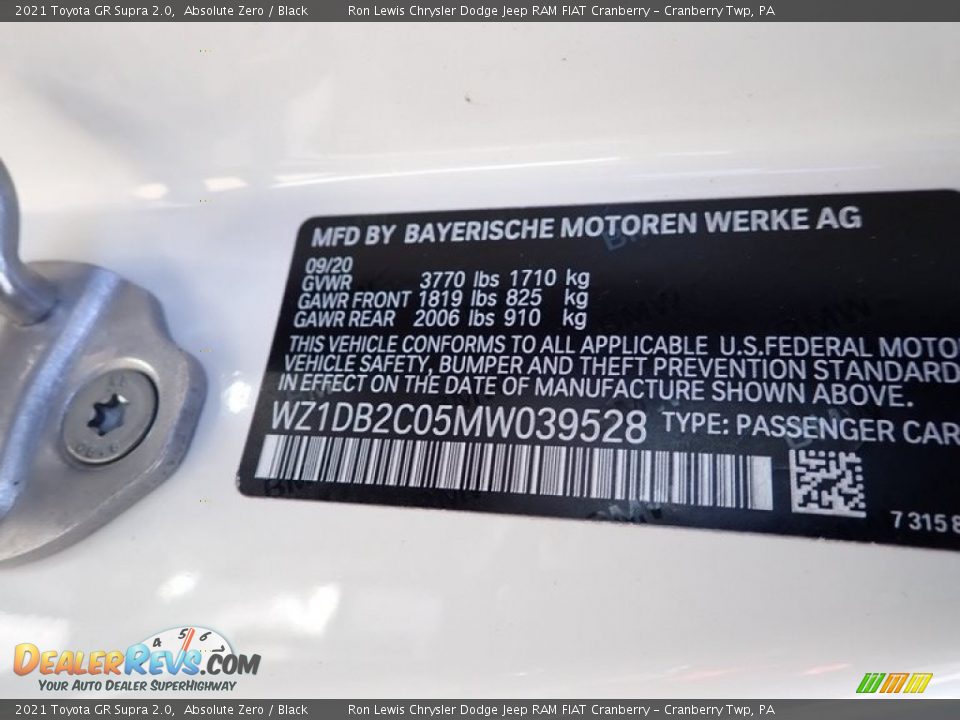 2021 Toyota GR Supra 2.0, Absolute Zero / Black Ron Lewis Chrysler Dodge Jeep RAM FIAT Cranberry - Cranberry Twp, PA
MFD BY BAYERISCHE MOTOREN WERKE AG
09/20
GVWR 3770 lbs 1710 kg
GAWR FRONT 1819 lbs 825 kg
GAWR REAR 2006 lbs 910 kg
THIS VEHICLE CONFORMS TO ALL APPLICABLE U.S.FEDERAL MOTO
VEHICLE SAFETY, BUMPER AND THEFT PREVENTION STANDARD
IN EFFECT ON THE DATE OF MANUFACTURE SHOWN ABOVE.
WZ1DB2C05MW039528 TYPE: PASSENGER CAR
73158
4 5 6
DEALERREVS.COM
YOUR AUTO DEALER SUPERHIGHWAY
2021 Toyota GR Supra 2.0, Absolute Zero / Black Ron Lewis Chrysler Dodge Jeep RAM FIAT Cranberry - Cranberry Twp, PA